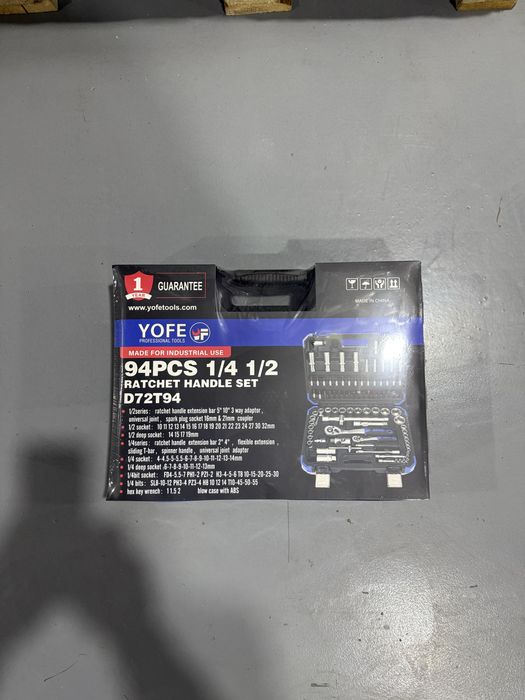 1
YEARS
GUARANTEE
www.yofetools.com
MADE IN CHINA
YOFE
PROFESSIONAL TOOLS
MADE FOR INDUSTRIAL USE
94PCS 1/4 1/2
RATCHET HANDLE SET
D72T94
1/2series : ratchet handle extension bar 5" 10" 3 way adaptor ,
universal joint , spark plug socket 16mm & 21mm coupler
1/2 socket : 10 11 12 13 14 15 16 17 18 19 20 21 22 23 24 27 30 32mm
1/2 deep socket : 14 15 17 19mm
1/4series : ratchet handle extension bar 2" 4" , flexible extension ,
sliding T-bar , spinner handle , universal joint adaptor
1/4 socket : 4-4.5-5-5.5-6-7-8-9-10-11-12-13-14mm
1/4 deep socket :6-7-8-9-10-11-12-13mm
1/4bit socket : FD4-5.5-7 PH1-2 PZ1-2 H3-4-5-6 T8-10-15-20-25-30
1/4 bits : SL8-10-12 PH3-4 PZ3-4 H8 10 12 14 T10-45-50-55
hex key wrench : 1 1.5 2 blow case with ABS